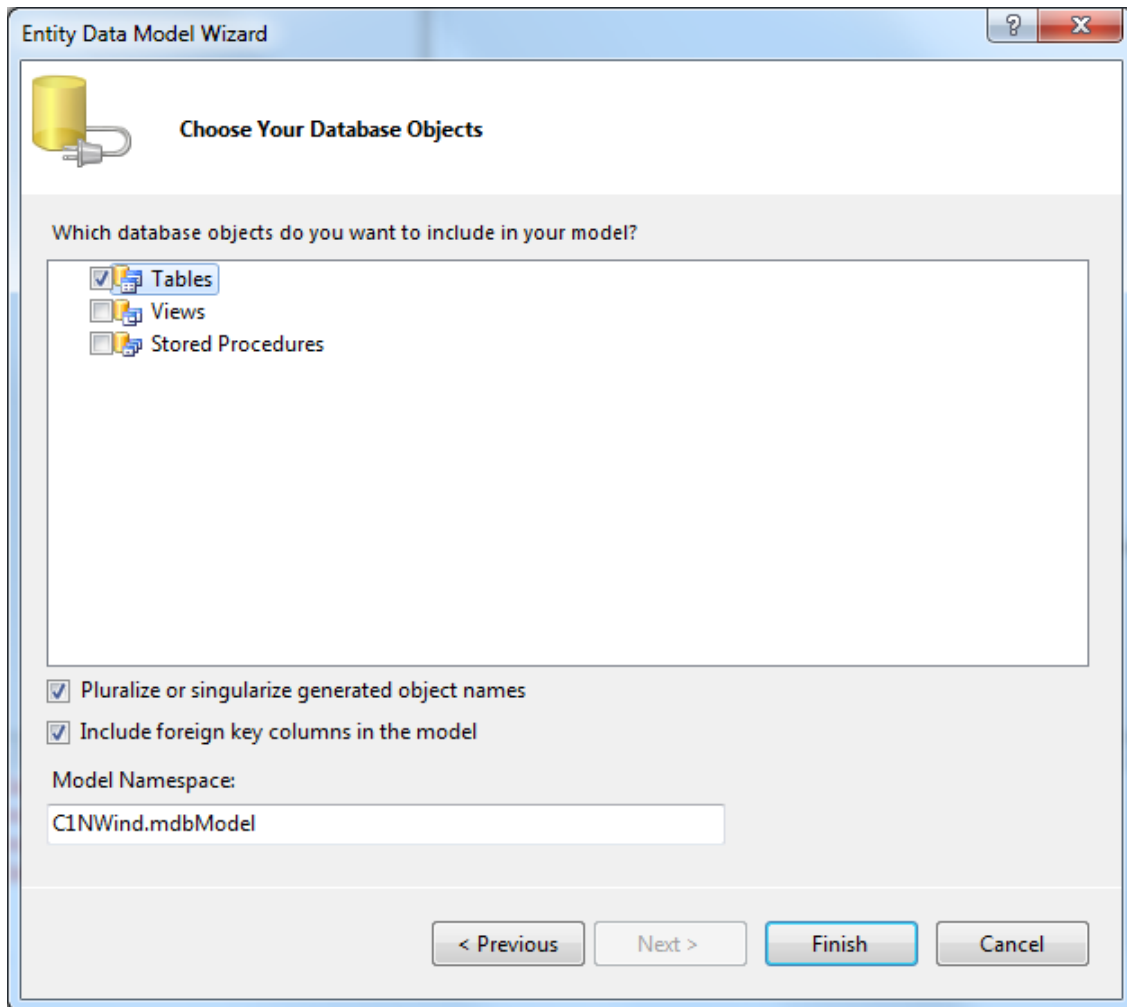 Entity Data Model Wizard
Choose Your Database Objects
Which database objects do you want to include in your model?
Tables
Views
Stored Procedures
Pluralize or singularize generated object names
Include foreign key columns in the model
Model Namespace:
C1NWind.mdbModel
< Previous Next > Finish Cancel